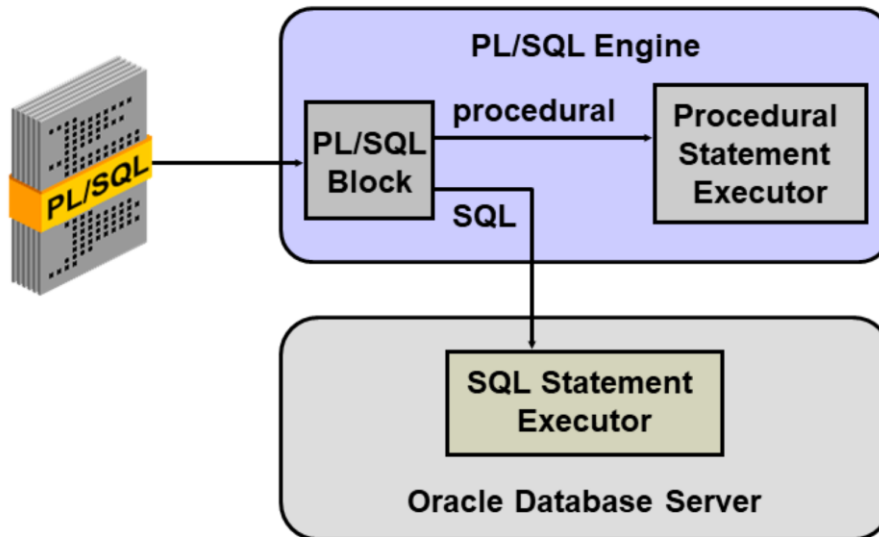 PL/SQL Engine
PL/SQL
PL/SQL
Block
procedural
SQL
Procedural
Statement
Executor
SQL Statement
Executor
Oracle Database Server